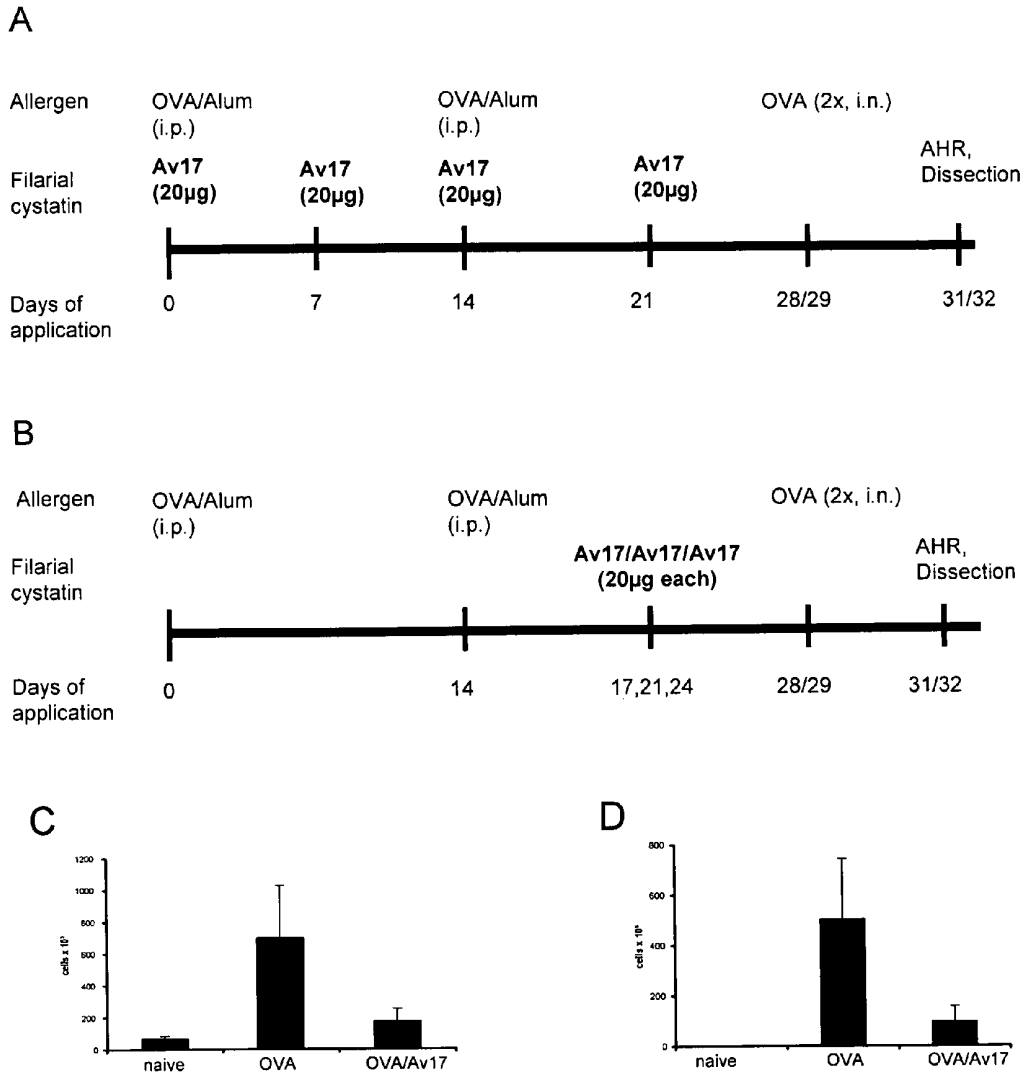 A
Allergen OVA/Alum (i.p.) OVA/Alum (i.p.) OVA (2x, i.n.)
AHR, Dissection
Filarial cystatin Av17 (20µg) Av17 (20µg) Av17 (20µg) Av17 (20µg)
Days of application 0 7 14 21 28/29 31/32
B
Allergen OVA/Alum (i.p.) OVA/Alum (i.p.) OVA (2x, i.n.)
Filarial cystatin Av17/Av17/Av17 (20µg each) AHR, Dissection
Days of application 0 14 17,21,24 28/29 31/32
C
1200
1000
800
600
400
200
0
cells x
naive OVA OVA/Av17
D
800
600
400
200
0
cells x
naive OVA OVA/Av17